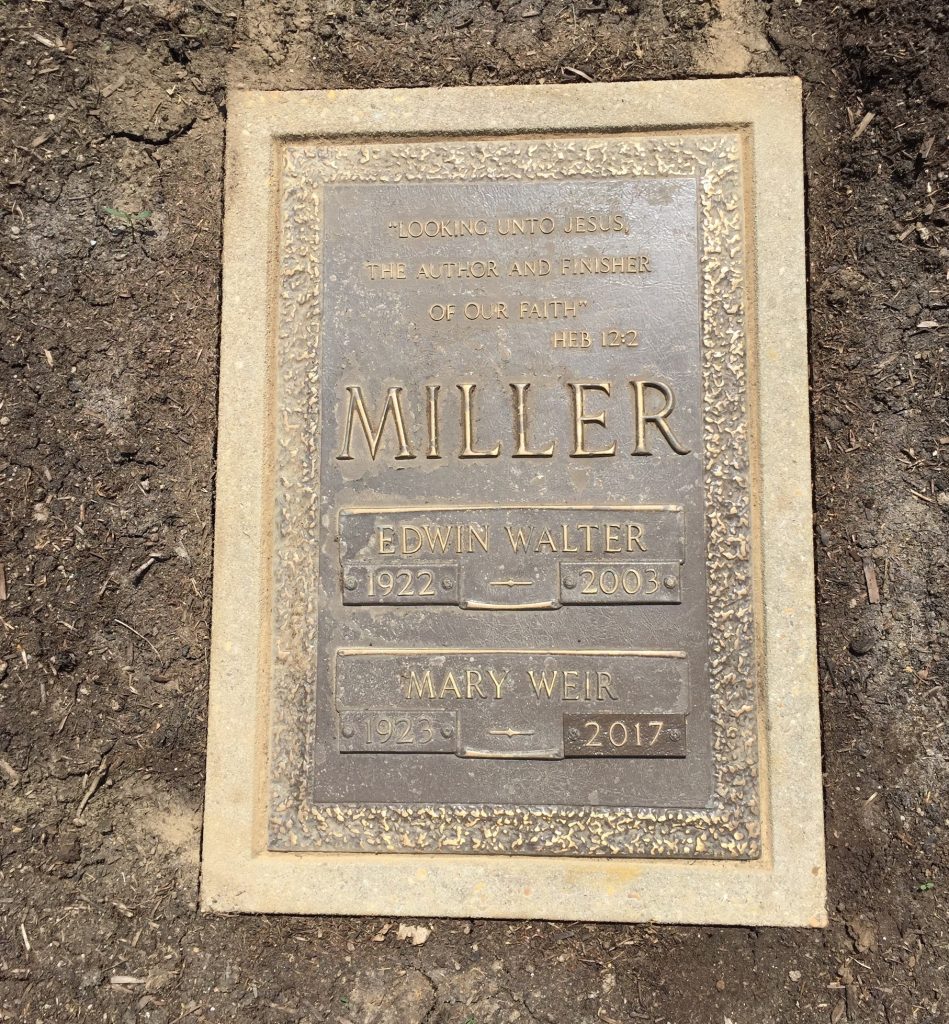 "LOOKING UNTO JESUS,
THE AUTHOR AND FINISHER
OF OUR FAITH"
HEB 12:2
MILLER
EDWIN WALTER
1922 — 2003
MARY WEIR
1923 — 2017